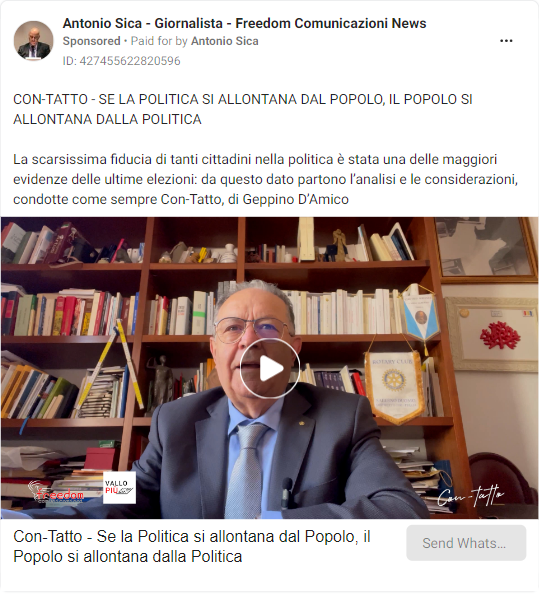 Antonio Sica - Giornalista - Freedom Comunicazioni News
Sponsored • Paid for by Antonio Sica
ID: 427455622820596
CON-TATTO - SE LA POLITICA SI ALLONTANA DAL POPOLO, IL POPOLO SI
ALLONTANA DALLA POLITICA
La scarsissima fiducia di tanti cittadini nella politica è stata una delle maggiori
evidenze delle ultime elezioni: da questo dato partono l’analisi e le considerazioni,
condotte come sempre Con-Tatto, di Geppino D’Amico
VALLO
PIÙ
Con-tatto
Con-Tatto - Se la Politica si allontana dal Popolo, il
Popolo si allontana dalla Politica
Send Whats...